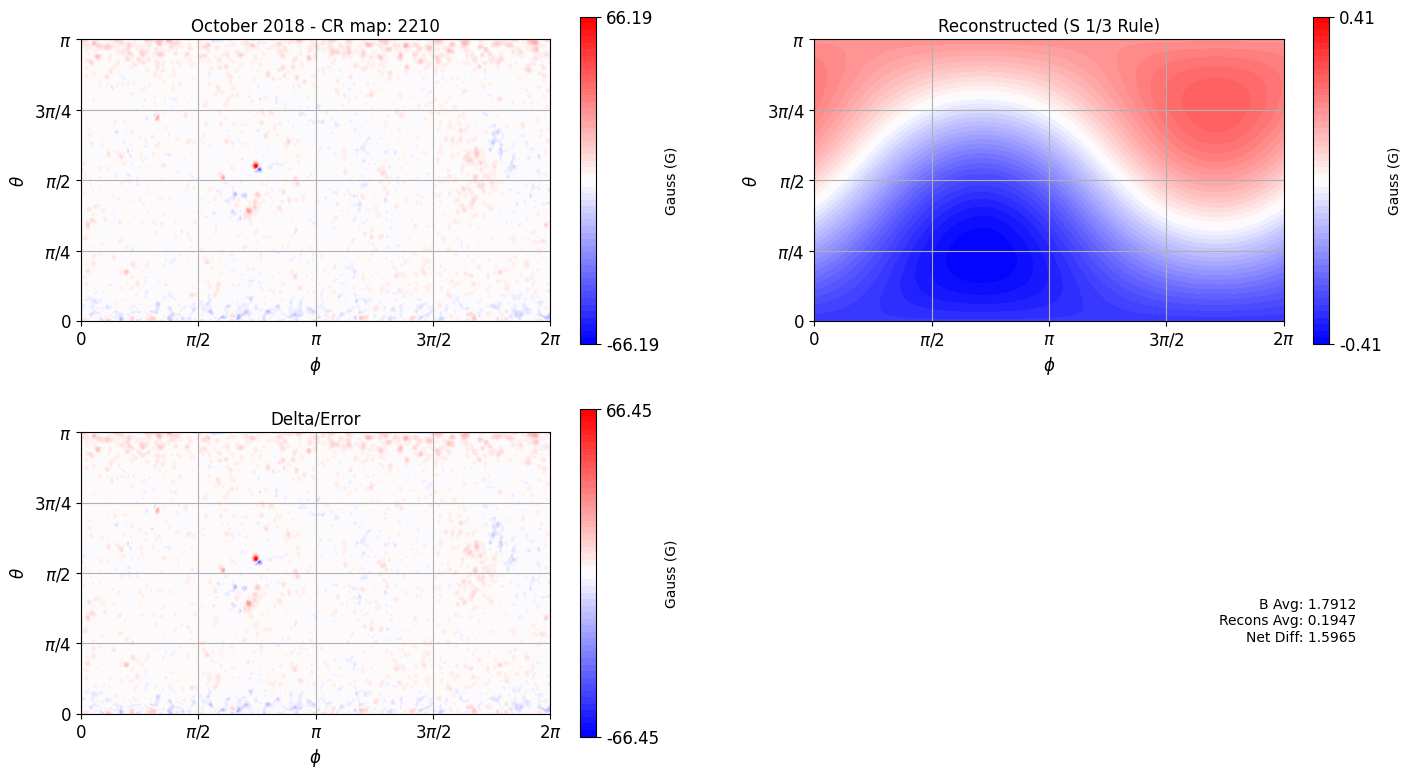 October 2018 - CR map: 2210
π
3π/4
π/2
π/4
0
θ
0
π/2
π
3π/2
2π
ϕ
66.19
-66.19
Gauss (G)
Reconstructed (S 1/3 Rule)
π
3π/4
π/2
π/4
0
θ
0
π/2
π
3π/2
2π
ϕ
0.41
-0.41
Gauss (G)
Delta/Error
π
3π/4
π/2
π/4
0
θ
0
π/2
π
3π/2
2π
ϕ
66.45
-66.45
Gauss (G)
B Avg: 1.7912
Recons Avg: 0.1947
Net Diff: 1.5965